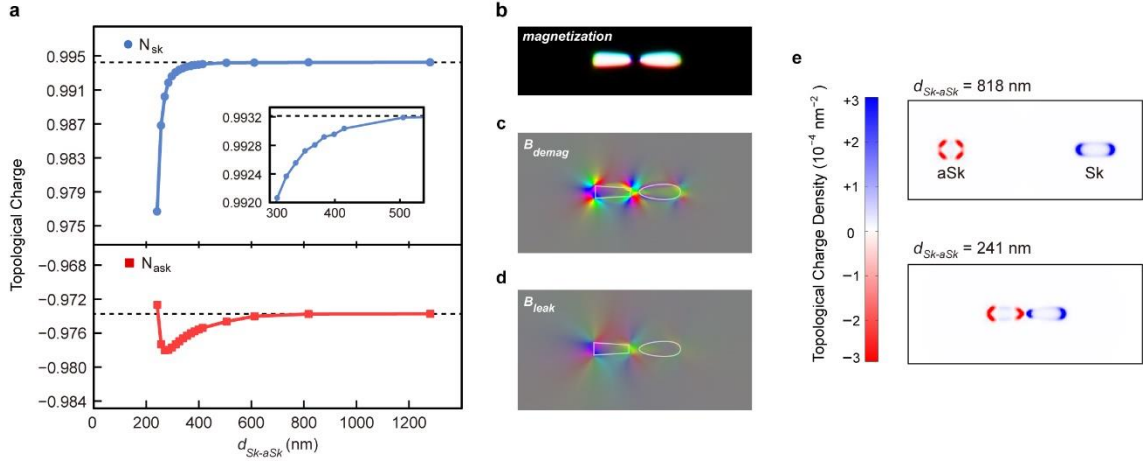 a
N_sk
N_ask
Topological Charge
0.995
0.991
0.987
0.983
0.979
0.975
−0.968
−0.972
−0.976
−0.980
−0.984
0 200 400 600 800 1000 1200
d_Sk-aSk (nm)
0.9932
0.9928
0.9924
0.9920
300 400 500
b
magnetization
c
B_demag
d
B_leak
e
Topological Charge Density (10⁻⁴ nm⁻²)
+3
+2
+1
0
−1
−2
−3
d_Sk-aSk = 818 nm
aSk Sk
d_Sk-aSk = 241 nm